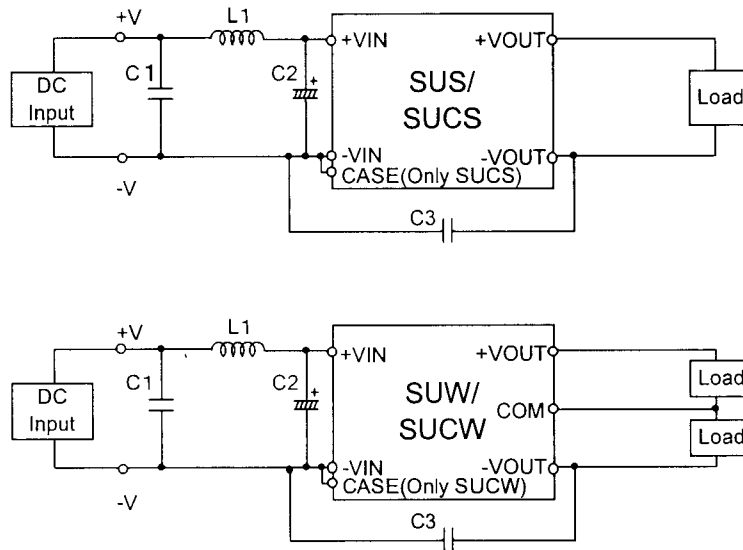 +V
L1
+VIN
+VOUT
C1
C2
+
DC
Input
SUS/
SUCS
Load
-VIN
-VOUT
CASE(Only SUCS)
-V
C3
+V
L1
+VIN
+VOUT
C1
C2
+
DC
Input
SUW/
SUCW
Load
COM
Load
-VIN
-VOUT
CASE(Only SUCW)
-V
C3